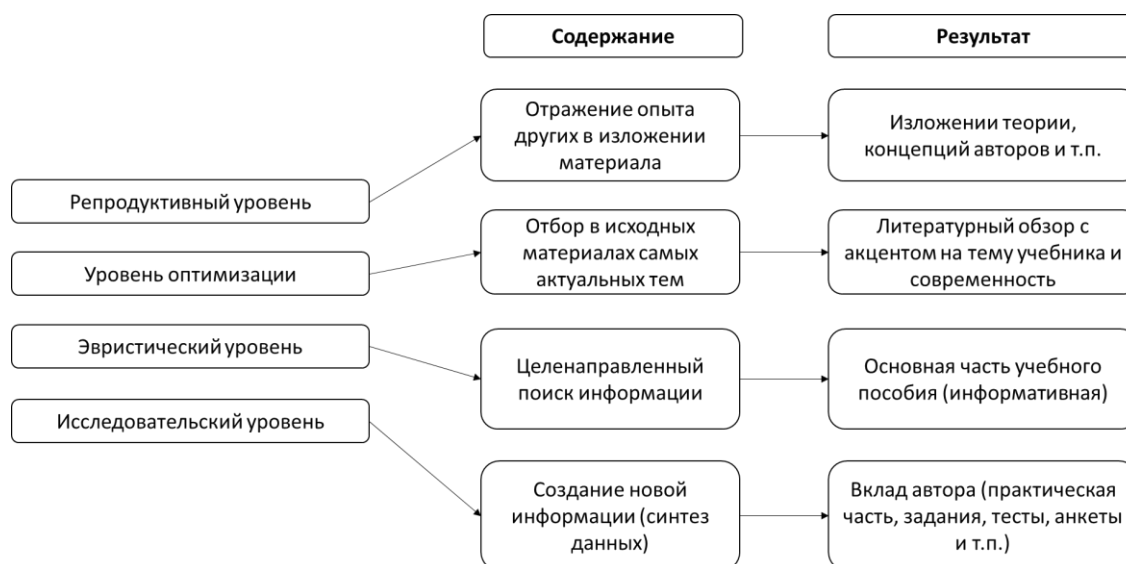 Содержание
Результат
Репродуктивный уровень
Отражение опыта
других в изложении
материала
Изложении теории,
концепций авторов и т.п.
Уровень оптимизации
Отбор в исходных
материалах самых
актуальных тем
Литературный обзор с
акцентом на тему учебника и
современность
Эвристический уровень
Целенаправленный
поиск информации
Основная часть учебного
пособия (информативная)
Исследовательский уровень
Создание новой
информации (синтез
данных)
Вклад автора (практическая
часть, задания, тесты, анкеты
и т.п.)